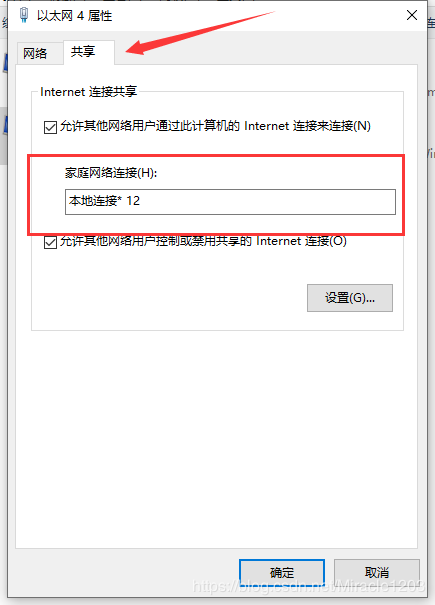 以太网 4 属性
网络
共享
Internet 连接共享
允许其他网络用户通过此计算机的 Internet 连接来连接(N)
家庭网络连接(H):
本地连接* 12
允许其他网络用户控制或禁用共享的 Internet 连接(O)
设置(G)...
确定
取消
https://blog.csdn.net/Miracle1203